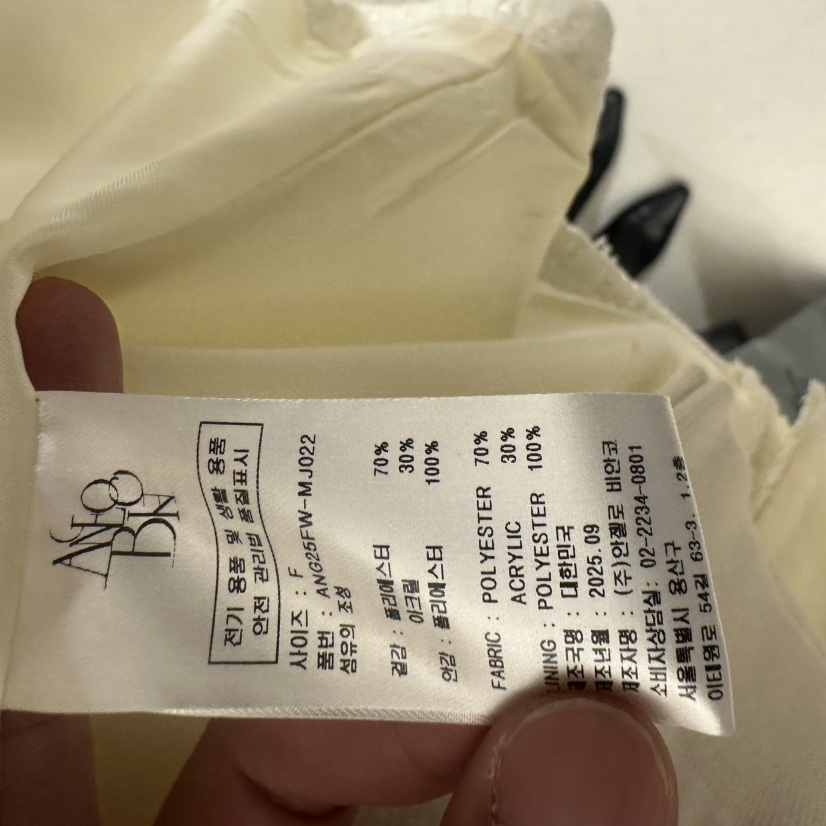 ANGLO
BIAN
전기 용품 및 생활 용품
안전 관리법 품질표시
사이즈 : F
품번 : ANG25FW-MJ022
섬유의 조성
겉감 : 폴리에스터 70%
아크릴 30%
안감 : 폴리에스터 100%
FABRIC : POLYESTER 70%
ACRYLIC 30%
LINING : POLYESTER 100%
제조국명 : 대한민국
제조년월 : 2025.09
제조자명 : (주)안젤로 비안코
소비자상담실: 02-2234-0801
서울특별시 용산구
이태원로 54길 63-3. 1,2층